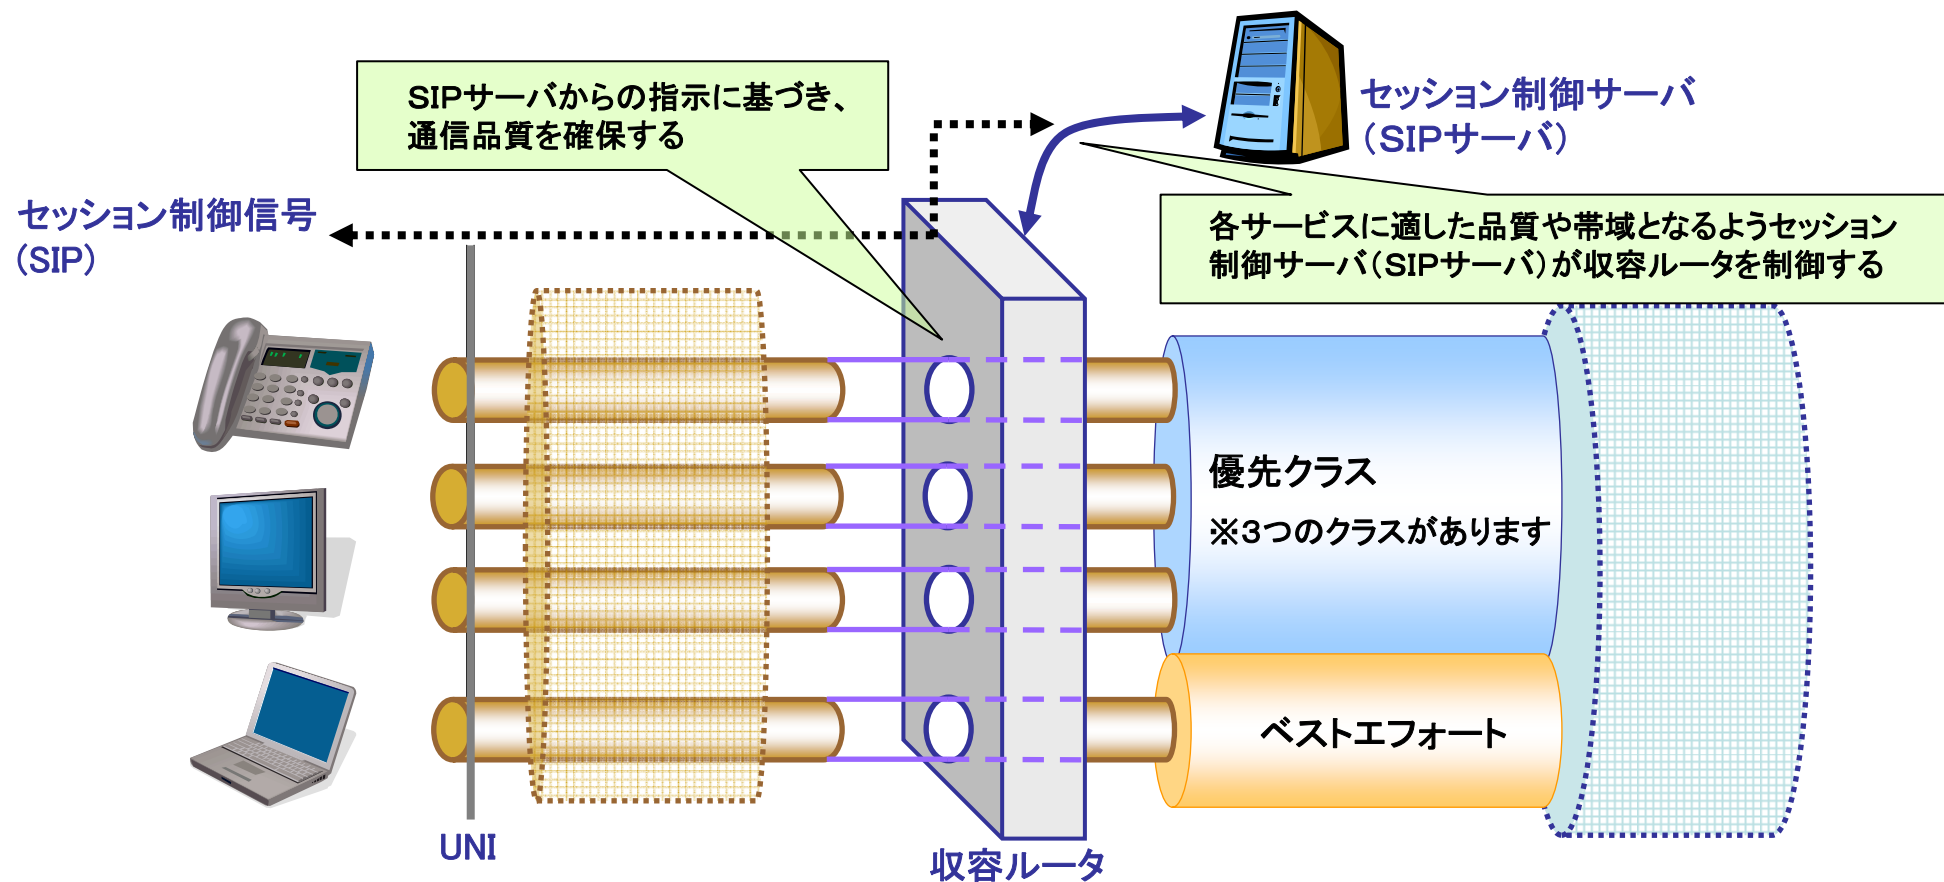 SIPサーバからの指示に基づき、
通信品質を確保する
セッション制御サーバ
（SIPサーバ）
セッション制御信号
（SIP）
各サービスに適した品質や帯域となるようセッション
制御サーバ（SIPサーバ）が収容ルータを制御する
優先クラス
※３つのクラスがあります
ベストエフォート
UNI
収容ルータ